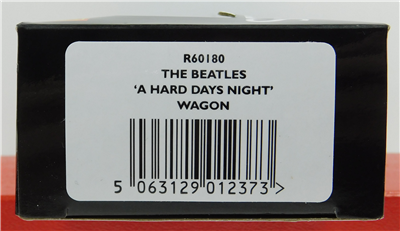 R60180
THE BEATLES
‘A HARD DAYS NIGHT’
WAGON
5 063129 012373>